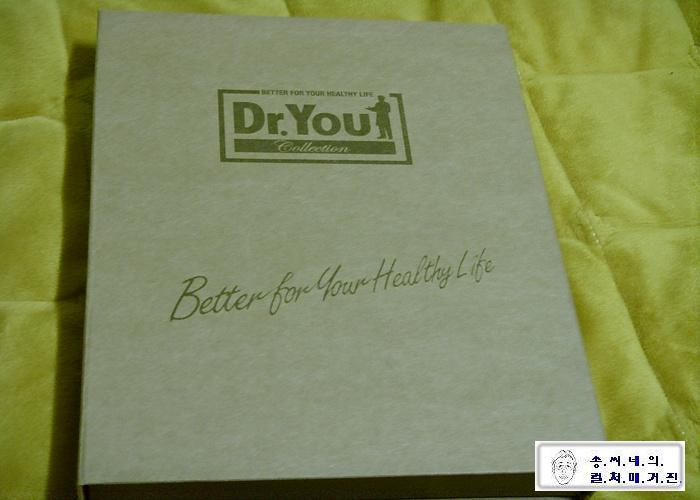 BETTER FOR YOUR HEALTHY LIFE
Dr.You
Collection
Better for Your Healthy Life
송.씨.네.의.
컬.처.매.거.진